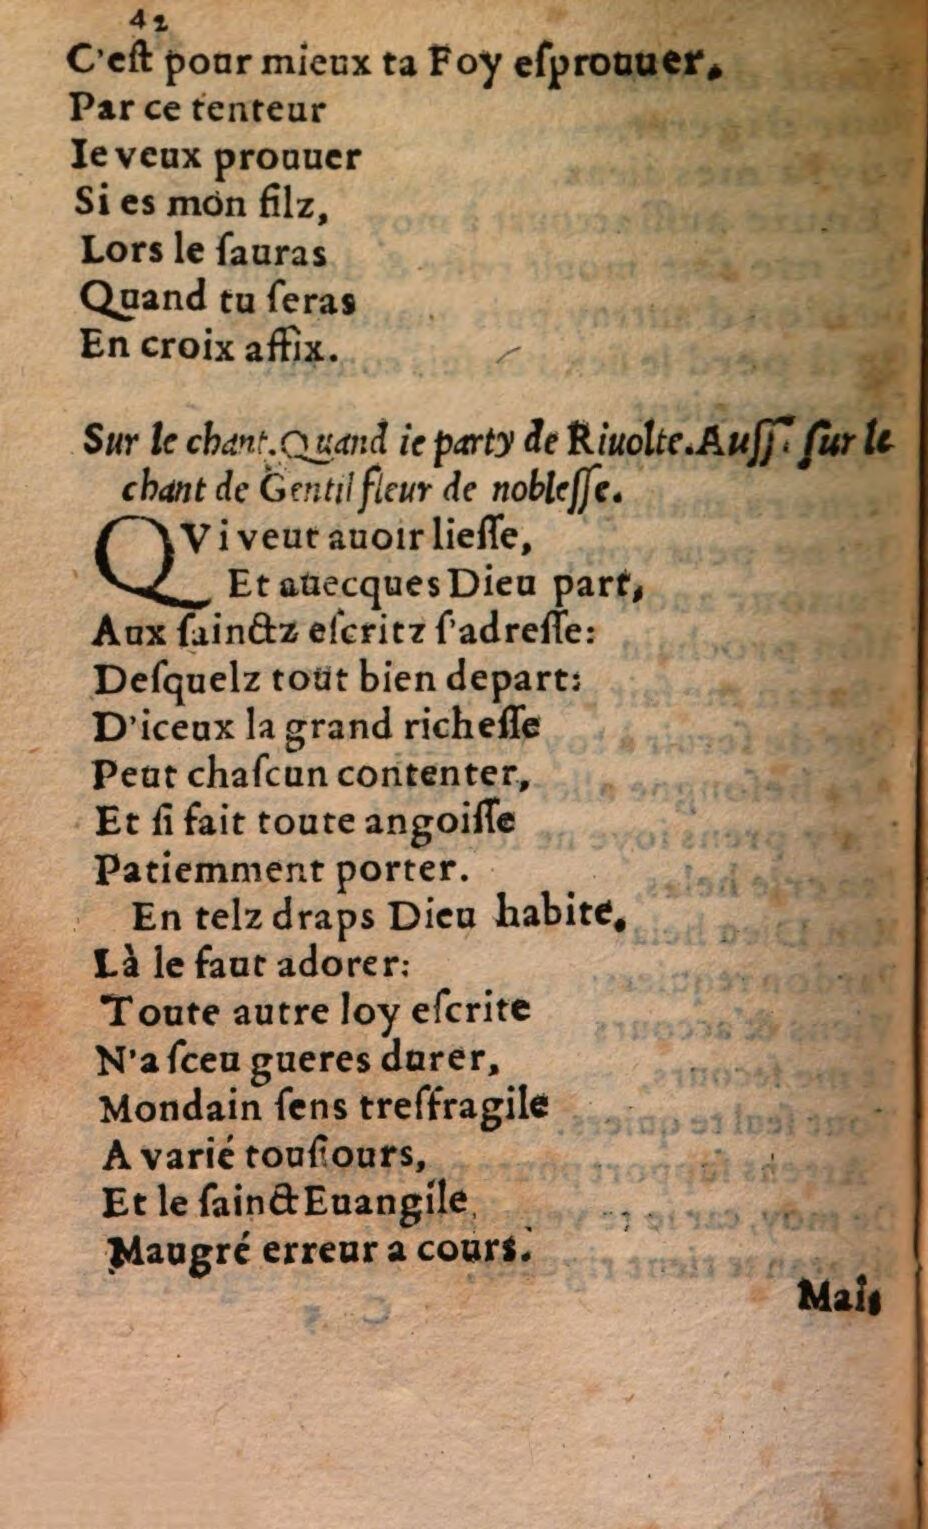 42
C'eſt pour mieux ta Foy eſprouuer,
Par ce tenteur
Ie veux prouuer
Si es mon filz,
Lors le ſauras
Quand tu ſeras
En croix affix.
Sur le chant. Quand ie party de Riuolte. Auſſi ſur le
chant de Gentil fleur de nobleſſe.
QVi veut auoir lieſſe,
Et auecques Dieu part,
Aux ſainctz eſcritz ſ'adreſſe:
Deſquelz tout bien depart:
D'iceux la grand richeſſe
Peut chaſcun contenter,
Et ſi fait toute angoiſſe
Patiemment porter.
En telz draps Dieu habite,
Là le faut adorer:
Toute autre loy eſcrite
N'a ſceu gueres durer,
Mondain ſens treſfragile
A varié touſiours,
Et le ſainct Euangile
Maugré erreur a cours.
Mais